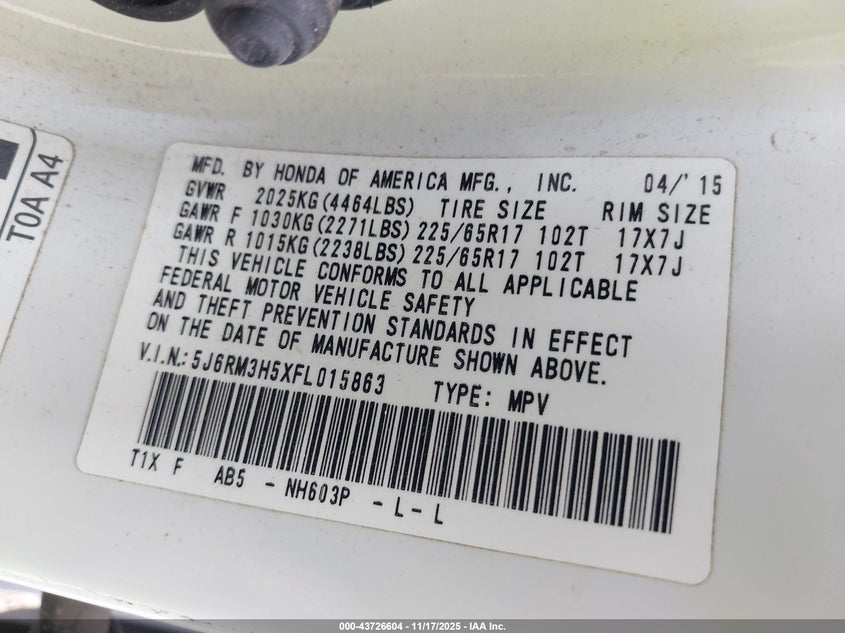 T0A A4
MFD. BY HONDA OF AMERICA MFG., INC. 04/'15
GVWR 2025KG(4464LBS) TIRE SIZE RIM SIZE
GAWR F 1030KG(2271LBS) 225/65R17 102T 17X7J
GAWR R 1015KG(2238LBS) 225/65R17 102T 17X7J
THIS VEHICLE CONFORMS TO ALL APPLICABLE
FEDERAL MOTOR VEHICLE SAFETY
AND THEFT PREVENTION STANDARDS IN EFFECT
ON THE DATE OF MANUFACTURE SHOWN ABOVE.
V.I.N.: 5J6RM3H5XFL015863 TYPE: MPV
T1X F AB5 - NH603P - L - L
000-43726604 - 11/17/2025 - IAA Inc.